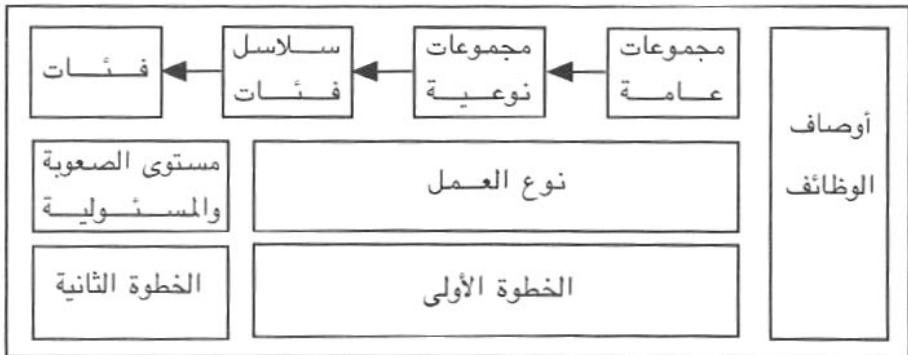 مجموعات
عامة
مجموعات
نوعية
سلاسل
فئات
فئات
أوصاف
الوظائف
نوع العمل
مستوى الصعوبة
والمسئولية
الخطوة الأولى
الخطوة الثانية